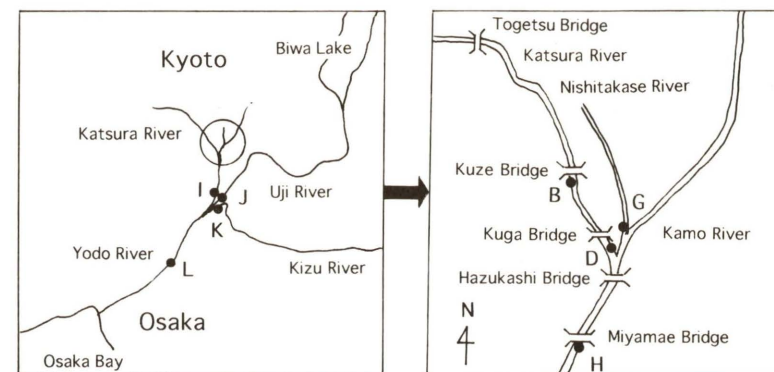 Kyoto
Biwa Lake
Katsura River
I
J
Uji River
K
Yodo River
L
Kizu River
Osaka
Osaka Bay
Togetsu Bridge
Katsura River
Nishitakase River
Kuze Bridge
B
G
Kuga Bridge
D
Kamo River
Hazukashi Bridge
N
Miyamae Bridge
H